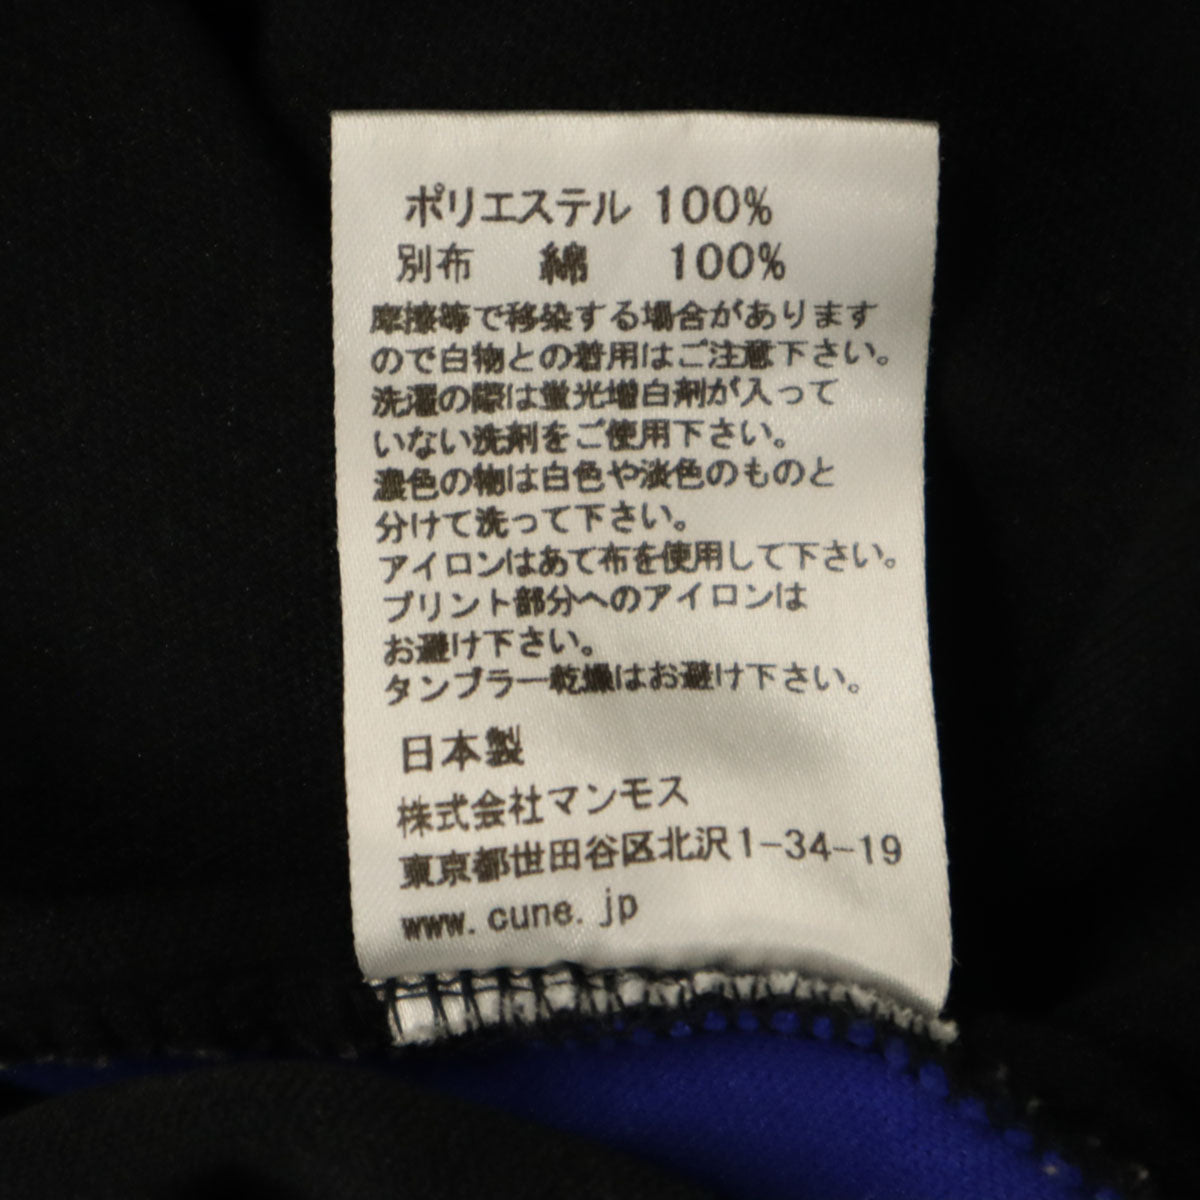 ポリエステル 100%
別布 綿 100%
摩擦等で移染する場合があります
ので白物との着用はご注意下さい。
洗濯の際は蛍光増白剤が入って
いない洗剤をご使用下さい。
濃色の物は白色や淡色のものと
分けて洗って下さい。
アイロンはあて布を使用して下さい。
プリント部分へのアイロンは
お避け下さい。
タンブラー乾燥はお避け下さい。
日本製
株式会社マンモス
東京都世田谷区北沢1-34-19
www.cune.jp